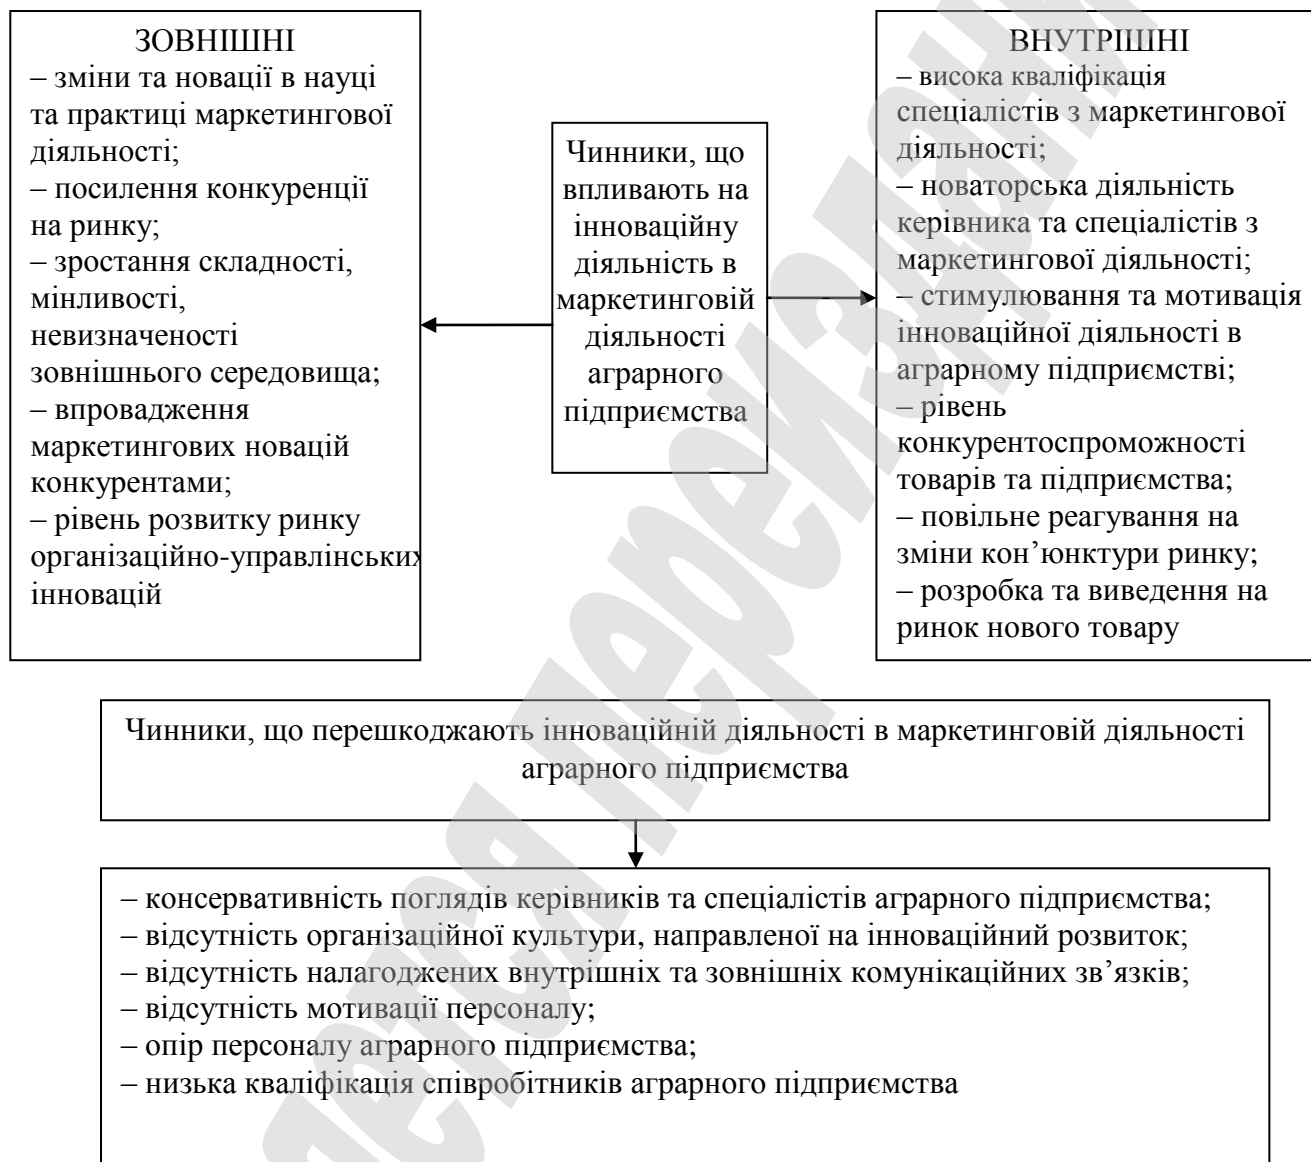 ЗОВНІШНІ
– зміни та новації в науці
та практиці маркетингової
діяльності;
– посилення конкуренції
на ринку;
– зростання складності,
мінливості,
невизначеності
зовнішнього середовища;
– впровадження
маркетингових новацій
конкурентами;
– рівень розвитку ринку
організаційно-управлінських
інновацій
Чинники, що
впливають на
інноваційну
діяльність в
маркетинговій
діяльності
аграрного
підприємства
ВНУТРІШНІ
– висока кваліфікація
спеціалістів з маркетингової
діяльності;
– новаторська діяльність
керівника та спеціалістів з
маркетингової діяльності;
– стимулювання та мотивація
інноваційної діяльності в
аграрному підприємстві;
– рівень
конкурентоспроможності
товарів та підприємства;
– повільне реагування на
зміни кон’юнктури ринку;
– розробка та виведення на
ринок нового товару
Чинники, що перешкоджають інноваційній діяльності в маркетинговій діяльності
аграрного підприємства
– консервативність поглядів керівників та спеціалістів аграрного підприємства;
– відсутність організаційної культури, направленої на інноваційний розвиток;
– відсутність налагоджених внутрішніх та зовнішніх комунікаційних зв’язків;
– відсутність мотивації персоналу;
– опір персоналу аграрного підприємства;
– низька кваліфікація співробітників аграрного підприємства